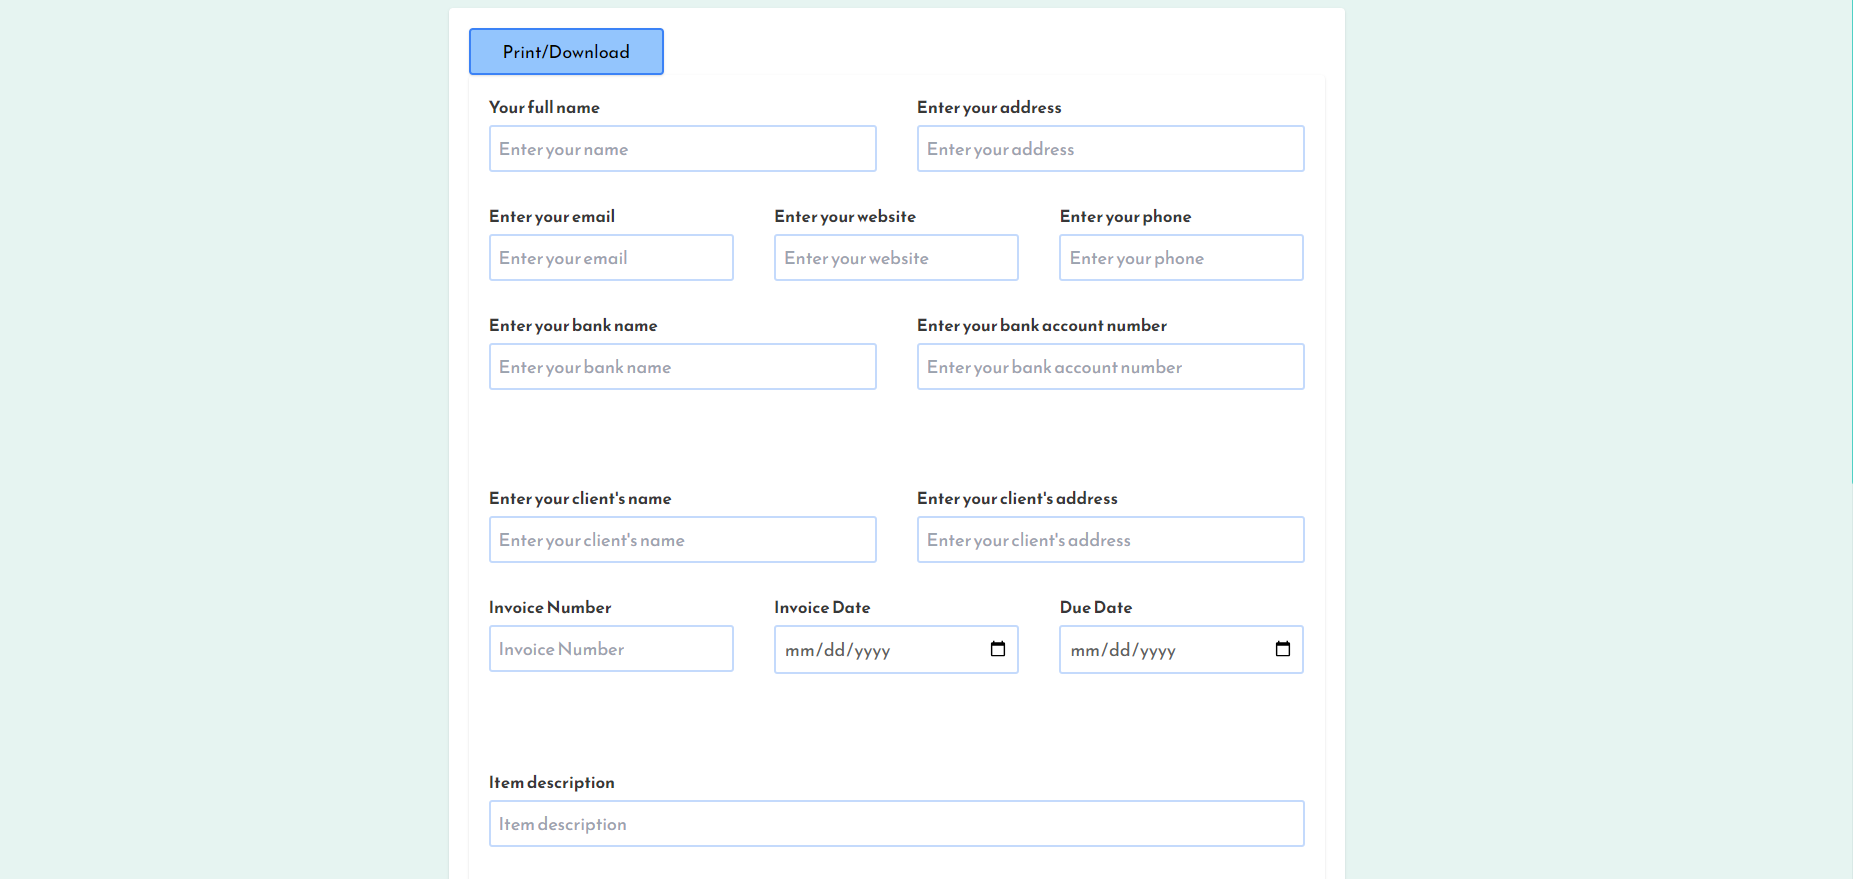 Print/Download
Your full name
Enter your address
Enter your name
Enter your address
Enter your email
Enter your website
Enter your phone
Enter your email
Enter your website
Enter your phone
Enter your bank name
Enter your bank account number
Enter your bank name
Enter your bank account number
Enter your client's name
Enter your client's address
Enter your client's name
Enter your client's address
Invoice Number
Invoice Date
Due Date
Invoice Number
mm/dd/yyyy
mm/dd/yyyy
Item description
Item description